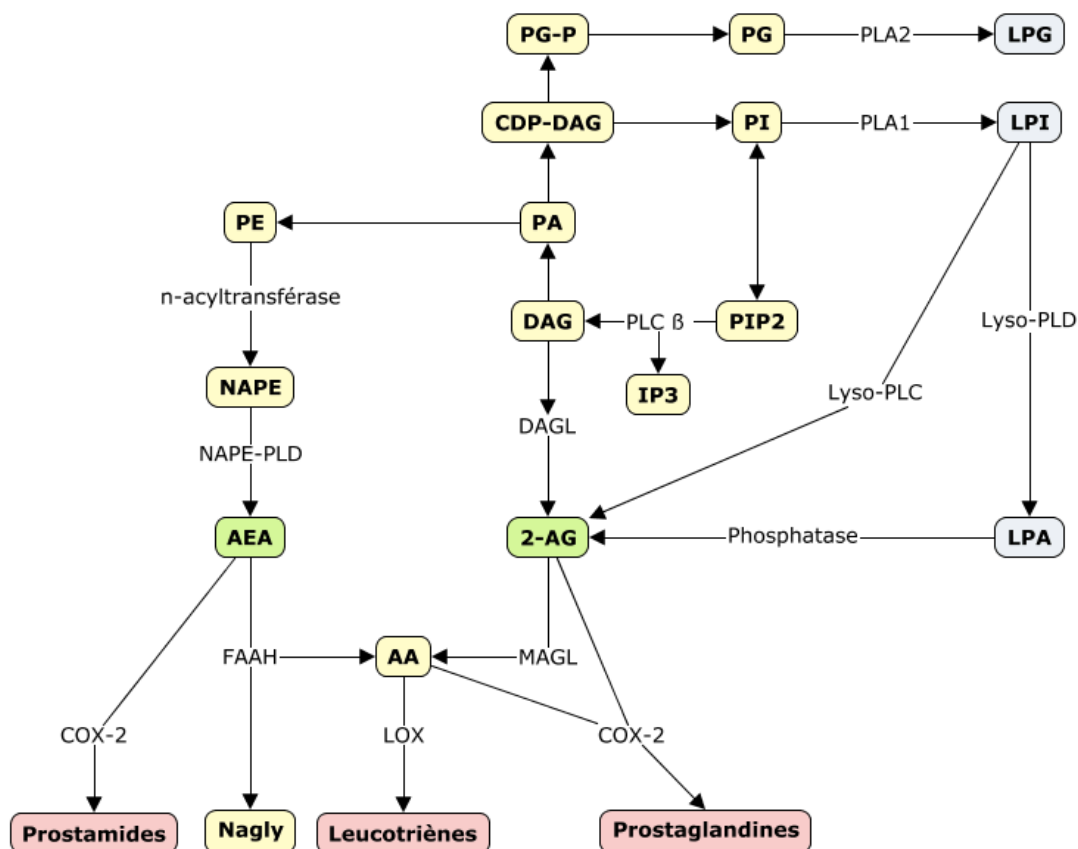 PG-P
PG
PLA2
LPG
CDP-DAG
PI
PLA1
LPI
PE
PA
n-acyltransférase
DAG
PLC ß
PIP2
Lyso-PLD
NAPE
IP3
Lyso-PLC
DAGL
NAPE-PLD
AEA
2-AG
Phosphatase
LPA
FAAH
AA
MAGL
COX-2
LOX
COX-2
Prostamides
Nagly
Leucotriènes
Prostaglandines